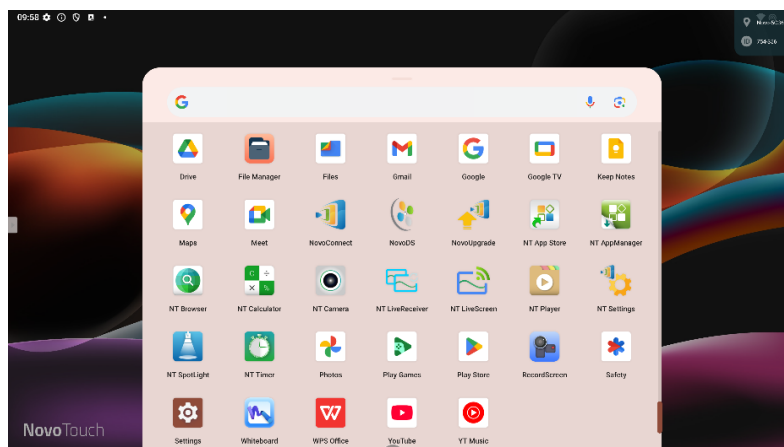 09:58
754-336
Drive File Manager Files Gmail Google Google TV Keep Notes
Maps Meet NovoConnect NovoDS NovoUpgrade NT App Store NT AppManager
NT Browser NT Calculator NT Camera NT LiveReceiver NT LiveScreen NT Player NT Settings
NT SpotLight NT Timer Photos Play Games Play Store RecordScreen Safety
Settings Whiteboard WPS Office YouTube YT Music
NovoTouch